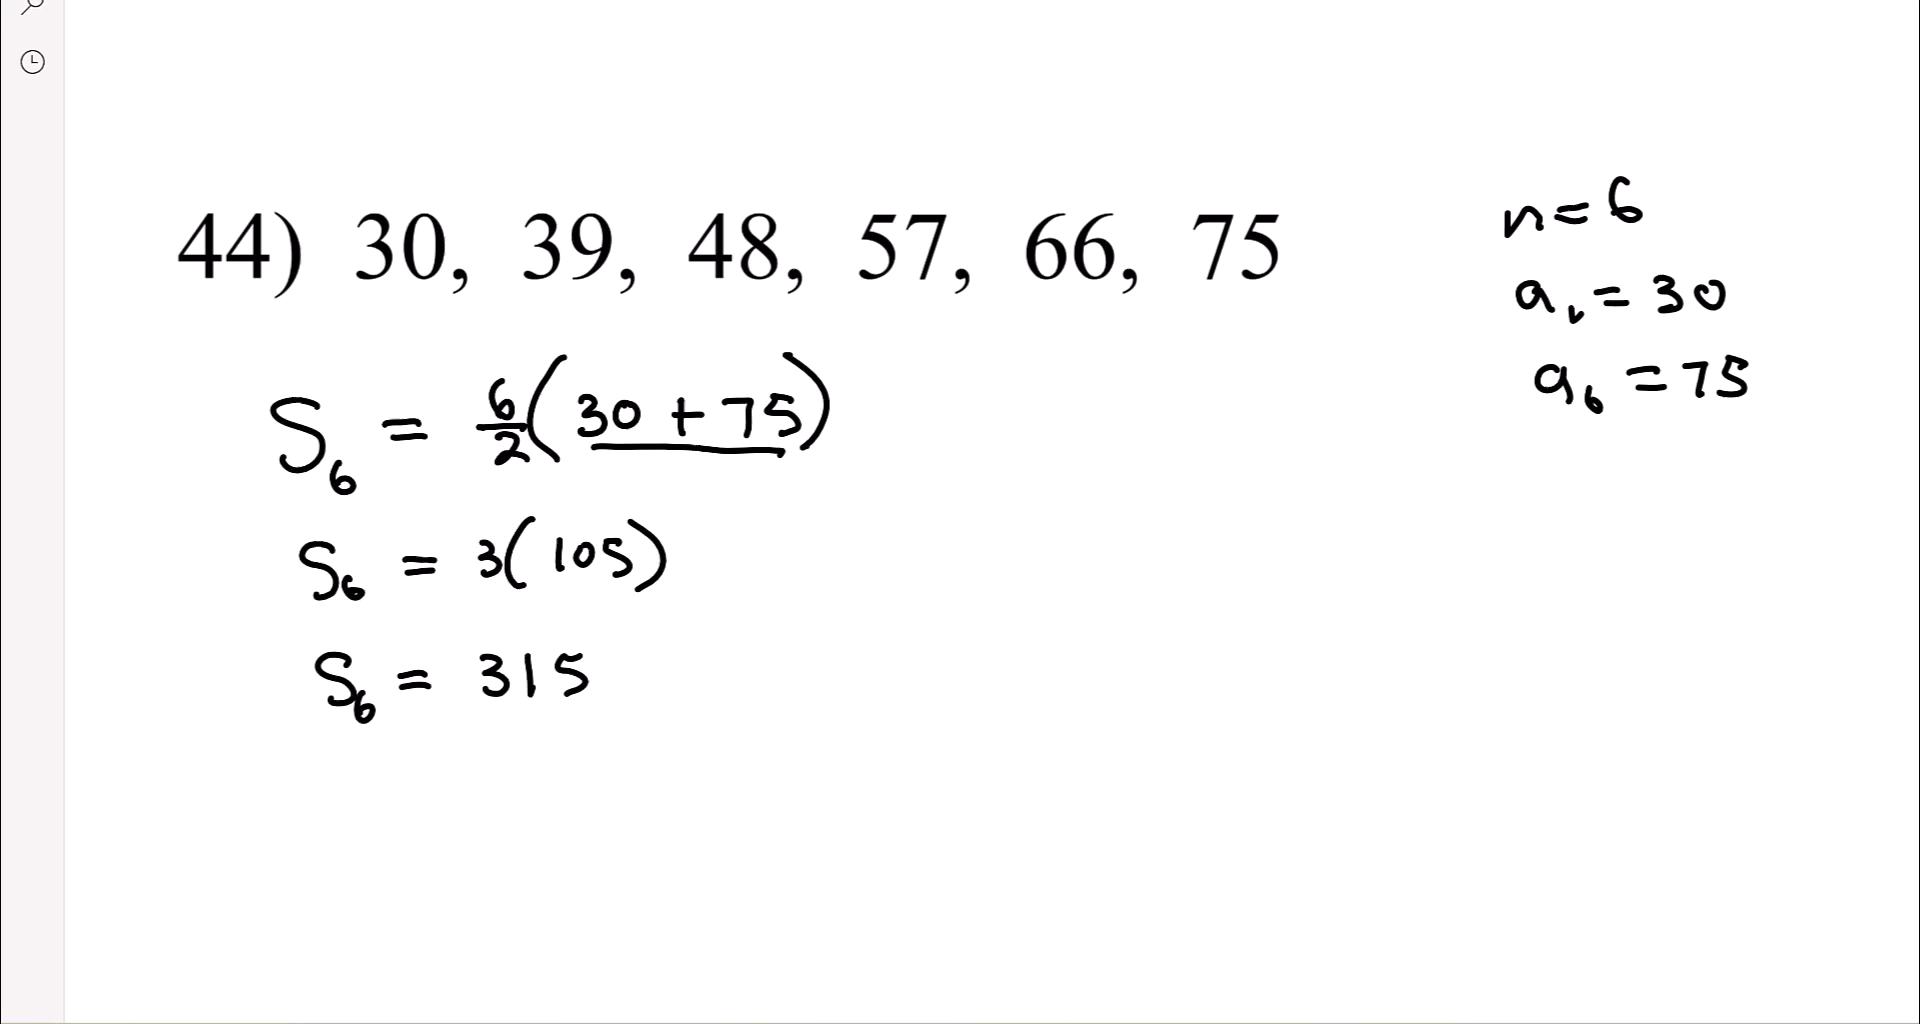 44) 30, 39, 48, 57, 66, 75
n=6
a₁=30
a₆=75
S₆ = 6/2(30+75)
S₆ = 3(105)
S₆ = 315